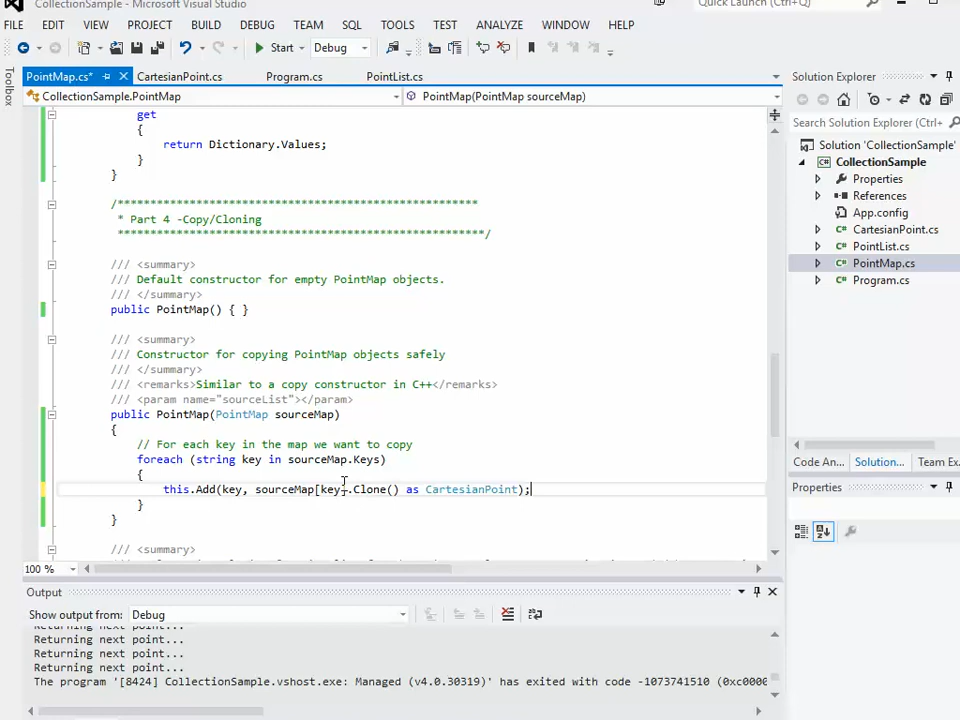 CollectionSample - Microsoft Visual Studio
Quick Launch (Ctrl+Q)
FILE EDIT VIEW PROJECT BUILD DEBUG TEAM SQL TOOLS TEST ANALYZE WINDOW HELP
Start Debug
Toolbox
PointMap.cs* CartesianPoint.cs Program.cs PointList.cs
CollectionSample.PointMap PointMap(PointMap sourceMap)
get
{
return Dictionary.Values;
}
}
/*******************************************************
* Part 4 -Copy/Cloning
********************************************************/
/// <summary>
/// Default constructor for empty PointMap objects.
/// </summary>
public PointMap() { }
/// <summary>
/// Constructor for copying PointMap objects safely
/// </summary>
/// <remarks>Similar to a copy constructor in C++</remarks>
/// <param name="sourceList"></param>
public PointMap(PointMap sourceMap)
{
// For each key in the map we want to copy
foreach (string key in sourceMap.Keys)
{
this.Add(key, sourceMap[key].Clone() as CartesianPoint);
}
}
/// <summary>
100 %
Output
Show output from: Debug
Returning next point...
Returning next point...
Returning next point...
Returning next point...
The program '[8424] CollectionSample.vshost.exe: Managed (v4.0.30319)' has exited with code -1073741510 (0xc0000
Solution Explorer
Search Solution Explorer (Ctrl+
Solution 'CollectionSample'
CollectionSample
Properties
References
App.config
CartesianPoint.cs
PointList.cs
PointMap.cs
Program.cs
Code An... Solution... Team Ex...
Properties